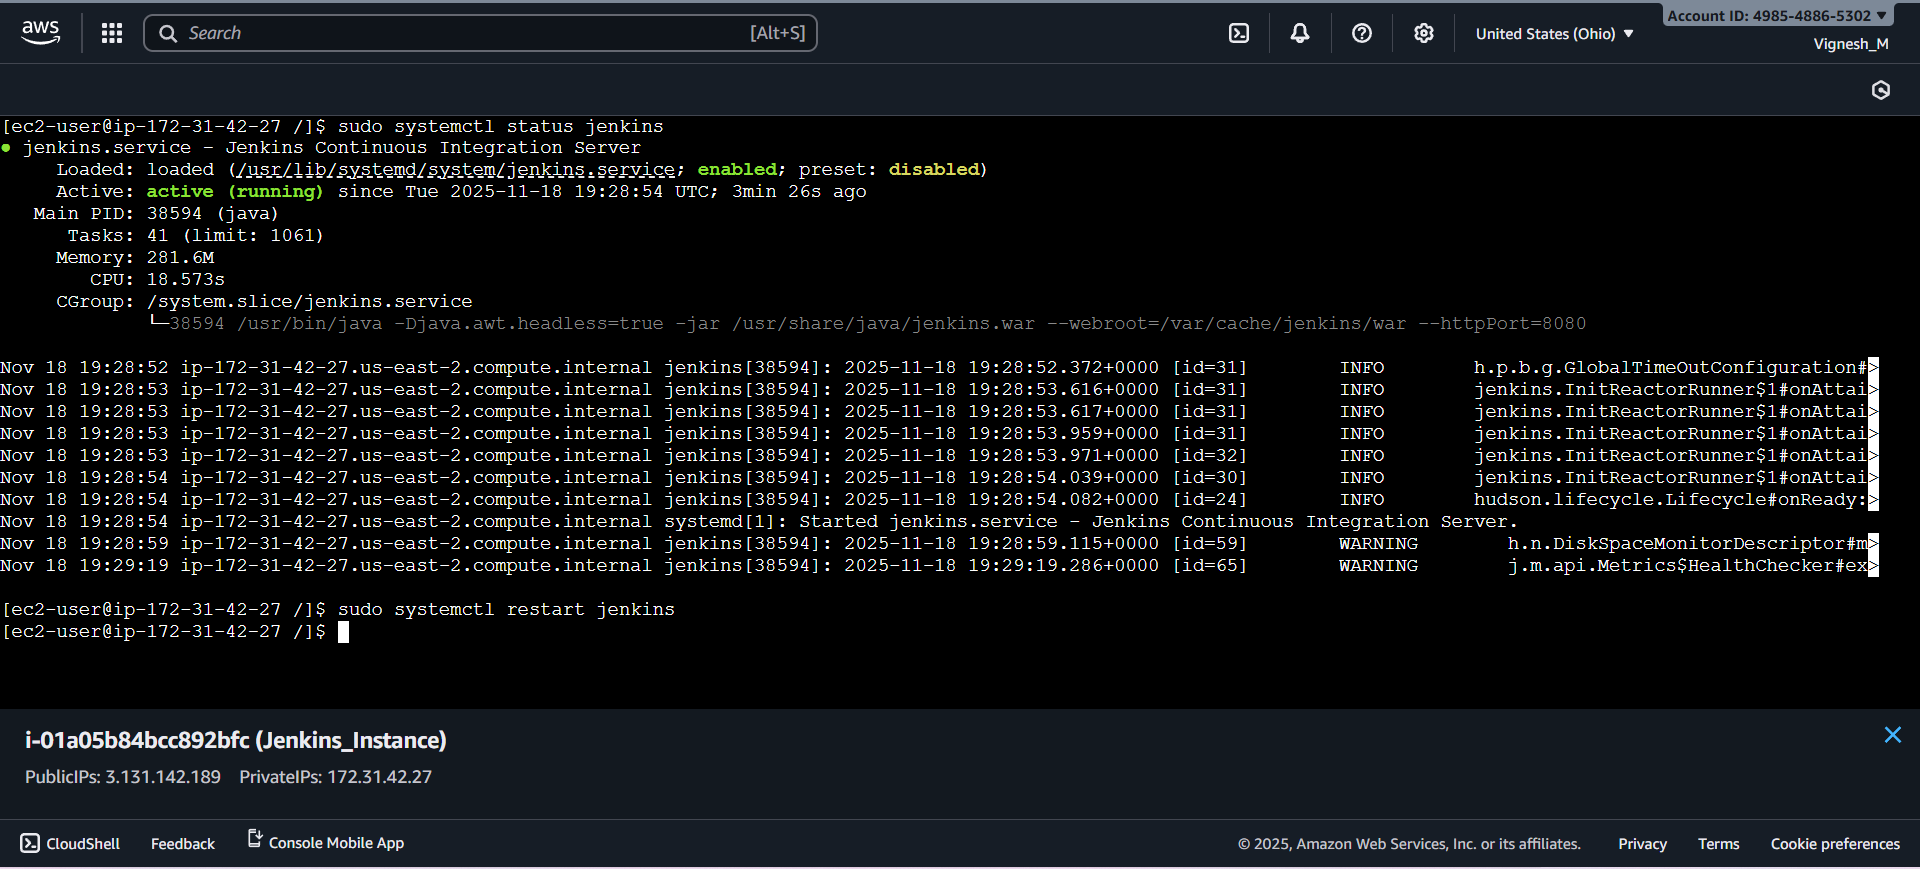 aws
Search [Alt+S]
United States (Ohio) ▼
Account ID: 4985-4886-5302 ▼
Vignesh_M
[ec2-user@ip-172-31-42-27 /]$ sudo systemctl status jenkins
● jenkins.service - Jenkins Continuous Integration Server
Loaded: loaded (/usr/lib/systemd/system/jenkins.service; enabled; preset: disabled)
Active: active (running) since Tue 2025-11-18 19:28:54 UTC; 3min 26s ago
Main PID: 38594 (java)
Tasks: 41 (limit: 1061)
Memory: 281.6M
CPU: 18.573s
CGroup: /system.slice/jenkins.service
└─38594 /usr/bin/java -Djava.awt.headless=true -jar /usr/share/java/jenkins.war --webroot=/var/cache/jenkins/war --httpPort=8080
Nov 18 19:28:52 ip-172-31-42-27.us-east-2.compute.internal jenkins[38594]: 2025-11-18 19:28:52.372+0000 [id=31] INFO h.p.b.g.GlobalTimeOutConfiguration#>
Nov 18 19:28:53 ip-172-31-42-27.us-east-2.compute.internal jenkins[38594]: 2025-11-18 19:28:53.616+0000 [id=31] INFO jenkins.InitReactorRunner$1#onAttai>
Nov 18 19:28:53 ip-172-31-42-27.us-east-2.compute.internal jenkins[38594]: 2025-11-18 19:28:53.617+0000 [id=31] INFO jenkins.InitReactorRunner$1#onAttai>
Nov 18 19:28:53 ip-172-31-42-27.us-east-2.compute.internal jenkins[38594]: 2025-11-18 19:28:53.959+0000 [id=31] INFO jenkins.InitReactorRunner$1#onAttai>
Nov 18 19:28:53 ip-172-31-42-27.us-east-2.compute.internal jenkins[38594]: 2025-11-18 19:28:53.971+0000 [id=32] INFO jenkins.InitReactorRunner$1#onAttai>
Nov 18 19:28:54 ip-172-31-42-27.us-east-2.compute.internal jenkins[38594]: 2025-11-18 19:28:54.039+0000 [id=30] INFO jenkins.InitReactorRunner$1#onAttai>
Nov 18 19:28:54 ip-172-31-42-27.us-east-2.compute.internal jenkins[38594]: 2025-11-18 19:28:54.082+0000 [id=24] INFO hudson.lifecycle.Lifecycle#onReady:>
Nov 18 19:28:54 ip-172-31-42-27.us-east-2.compute.internal systemd[1]: Started jenkins.service - Jenkins Continuous Integration Server.
Nov 18 19:28:59 ip-172-31-42-27.us-east-2.compute.internal jenkins[38594]: 2025-11-18 19:28:59.115+0000 [id=59] WARNING h.n.DiskSpaceMonitorDescriptor#m>
Nov 18 19:29:19 ip-172-31-42-27.us-east-2.compute.internal jenkins[38594]: 2025-11-18 19:29:19.286+0000 [id=65] WARNING j.m.api.Metrics$HealthChecker#ex>
[ec2-user@ip-172-31-42-27 /]$ sudo systemctl restart jenkins
[ec2-user@ip-172-31-42-27 /]$
i-01a05b84bcc892bfc (Jenkins_Instance)
PublicIPs: 3.131.142.189 PrivateIPs: 172.31.42.27
CloudShell Feedback Console Mobile App © 2025, Amazon Web Services, Inc. or its affiliates. Privacy Terms Cookie preferences